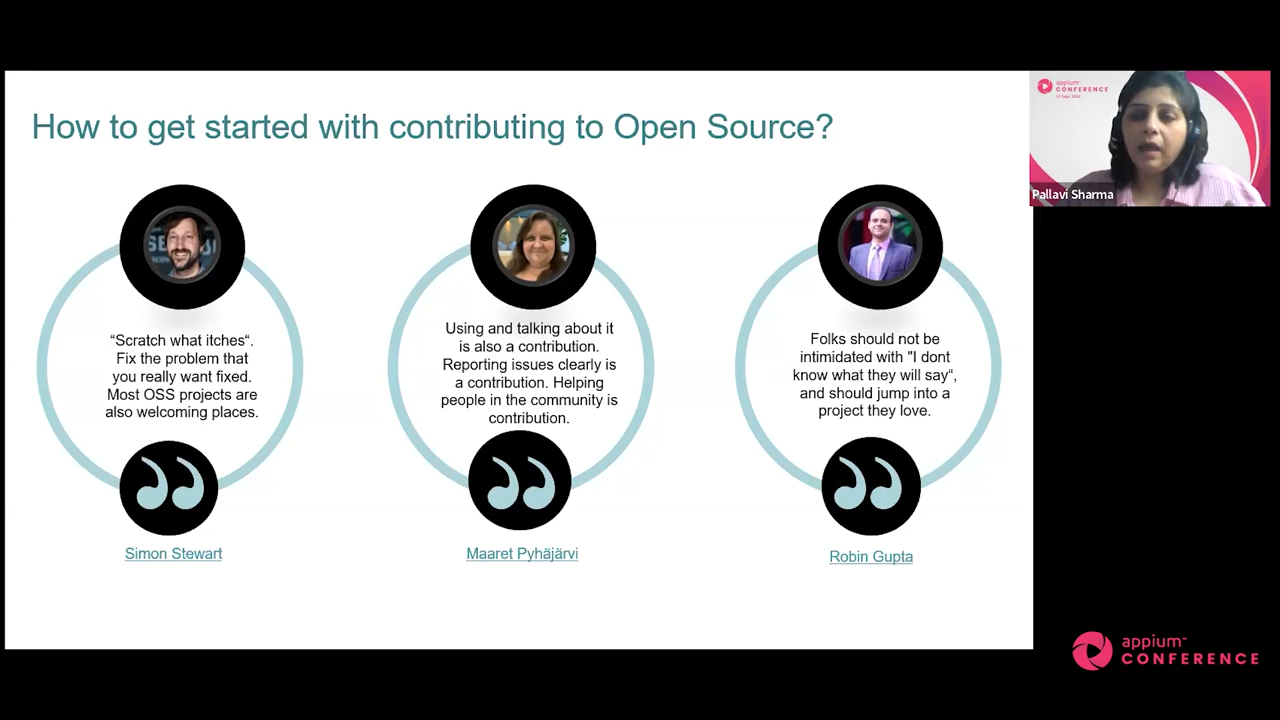 How to get started with contributing to Open Source?
“Scratch what itches“.
Fix the problem that
you really want fixed.
Most OSS projects are
also welcoming places.
Simon Stewart
Using and talking about it
is also a contribution.
Reporting issues clearly is
a contribution. Helping
people in the community is
contribution.
Maaret Pyhäjärvi
Folks should not be
intimidated with "I dont
know what they will say“,
and should jump into a
project they love.
Robin Gupta
appium
CONFERENCE
Pallavi Sharma
appium
CONFERENCE